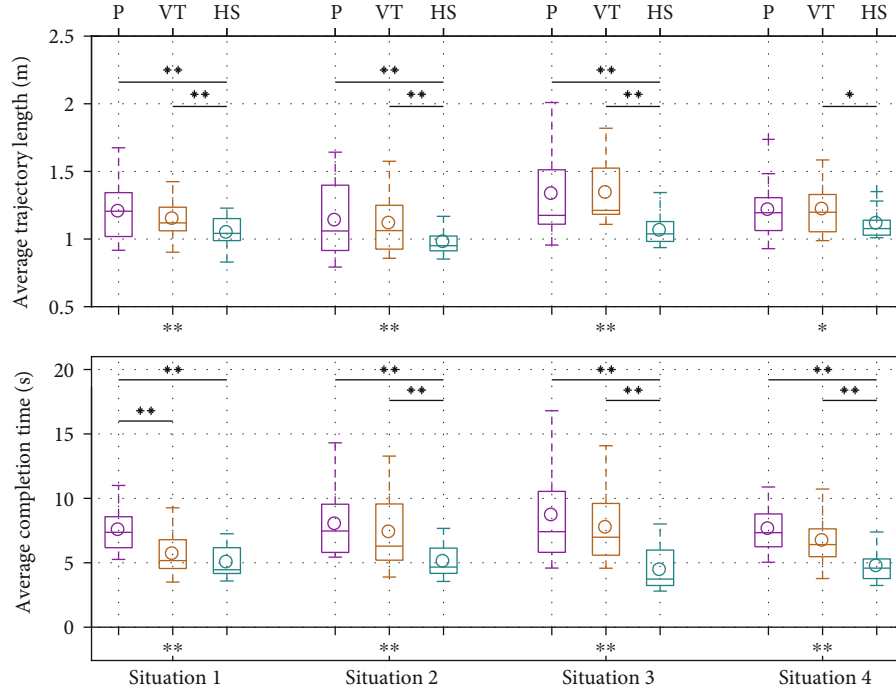 P VT HS P VT HS P VT HS P VT HS
Average trajectory length (m)
2.5
** ** **
2
** ** ** *
1.5
1
0.5
** ** ** *
Average completion time (s)
20
** ** ** **
** ** **
**
15
10
5
0
** ** ** **
Situation 1 Situation 2 Situation 3 Situation 4